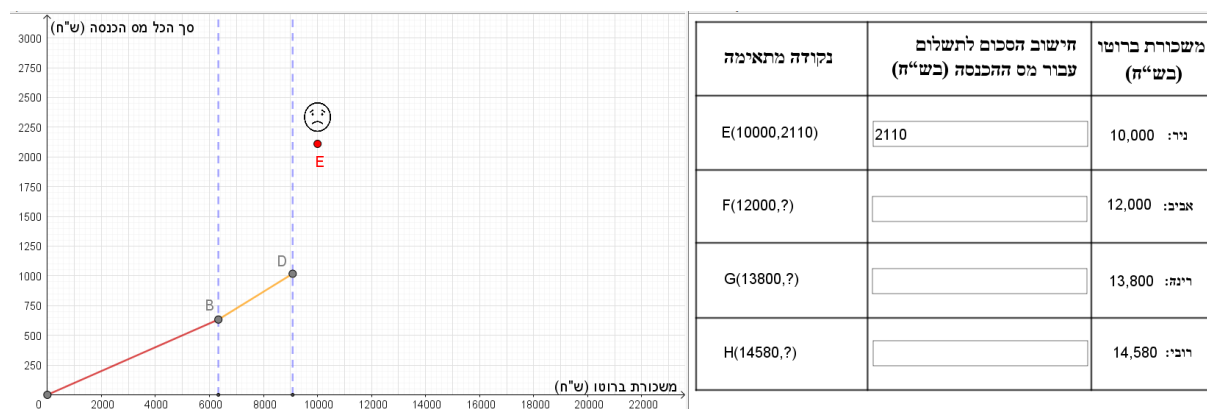 סך הכל מס הכנסה (ש"ח)
3000
2750
2500
2250
2000
1750
1500
1250
1000
750
500
250
0
E
D
B
משכורת ברוטו (ש"ח)
2000 4000 6000 8000 10000 12000 14000 16000 18000 20000 22000
משכורת ברוטו (בש"ח)
חישוב הסכום לתשלום עבור מס ההכנסה (בש"ח)
נקודה מתאימה
ניר: 10,000
2110
E(10000,2110)
אביב: 12,000
F(12000,?)
רינה: 13,800
G(13800,?)
רובי: 14,580
H(14580,?)